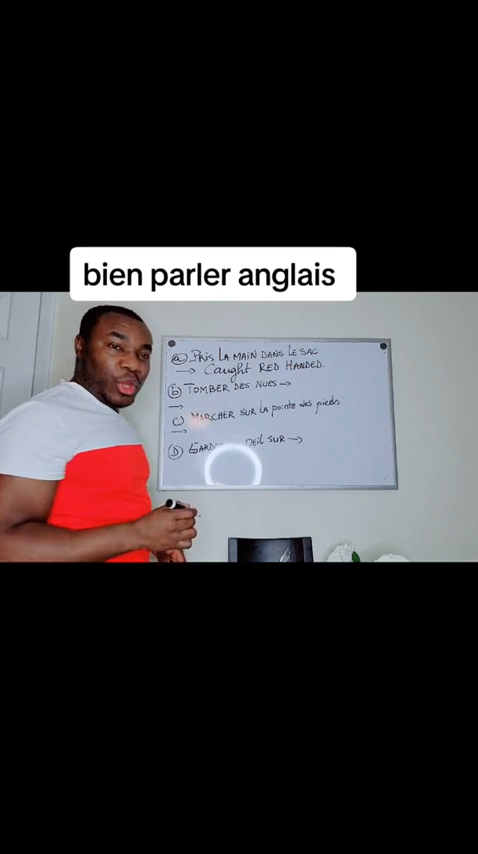 bien parler anglais
ⓐ PRIS LA MAIN DANS LE SAC
→ Caught RED HANDED.
ⓑ TOMBER DES NUES →
→
C) MARCHER SUR LA pointe des pieds
→
Ⓓ OEIL SUR →